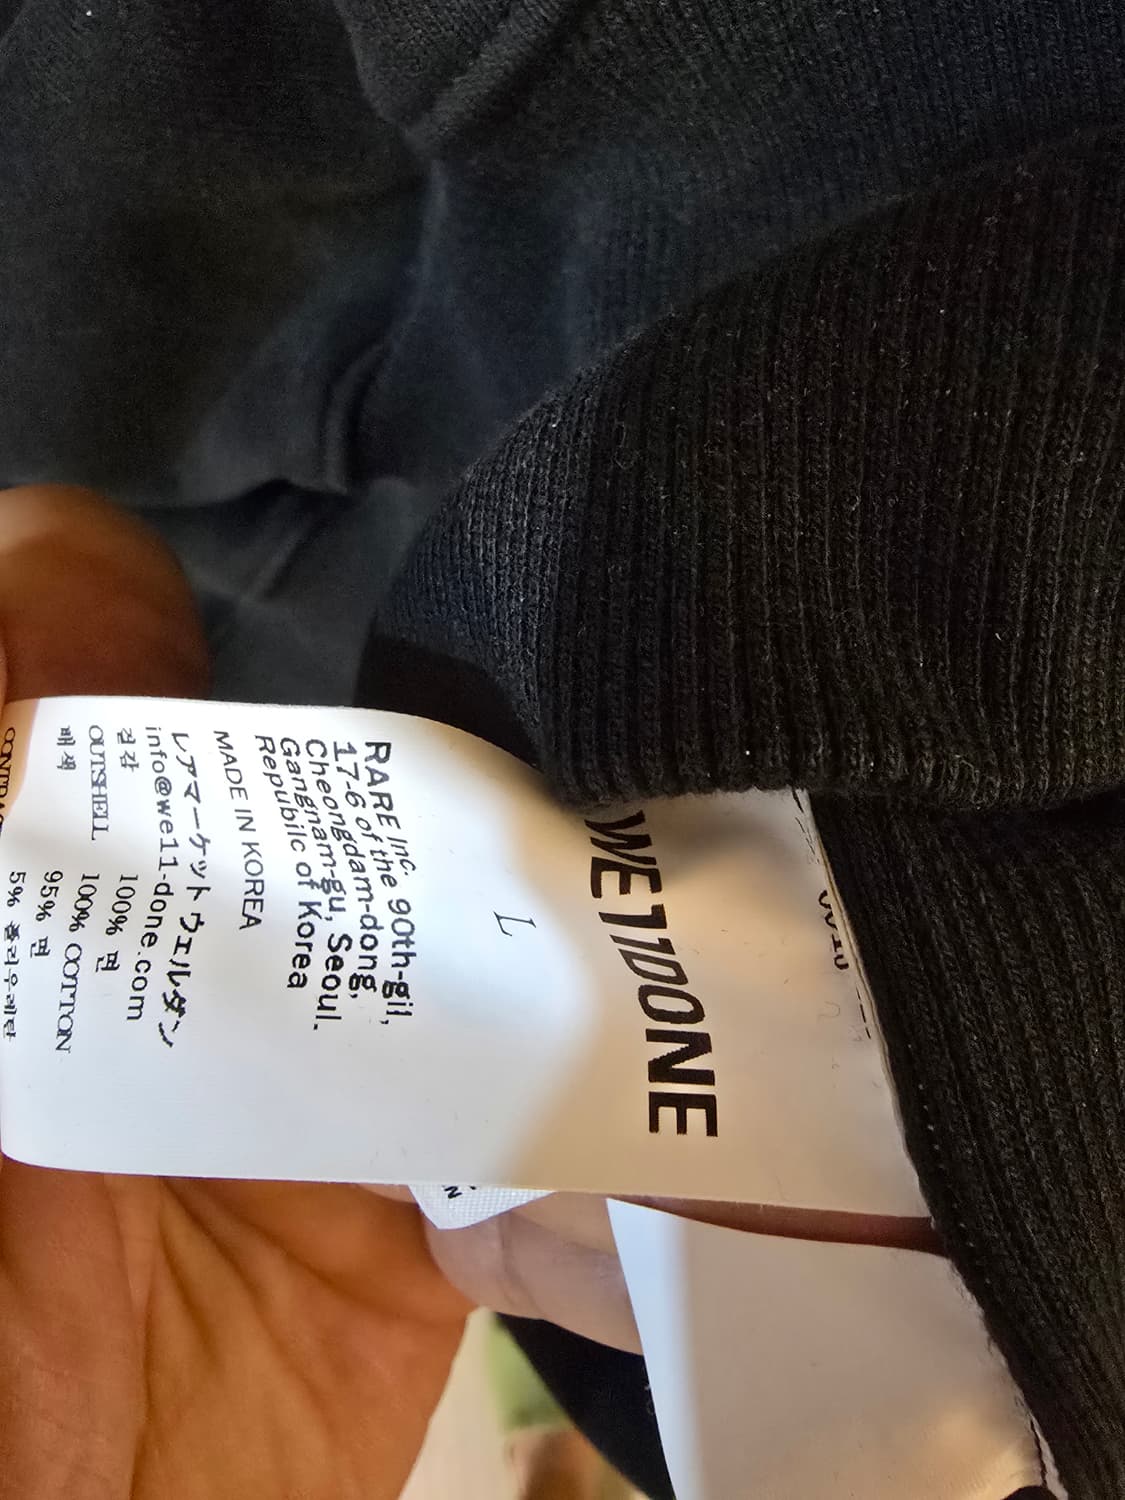 WE11DONE
L
RARE Inc.
17-6 of the 90th-gil,
Cheongdam-dong,
Gangnam-gu, Seoul.
Republic of Korea
MADE IN KOREA
レアマーケットウェルダン
info@we11-done.com
겉감 100% 면
OUTSHELL 100% COTTON
배색 95% 면
5% 폴리우레탄